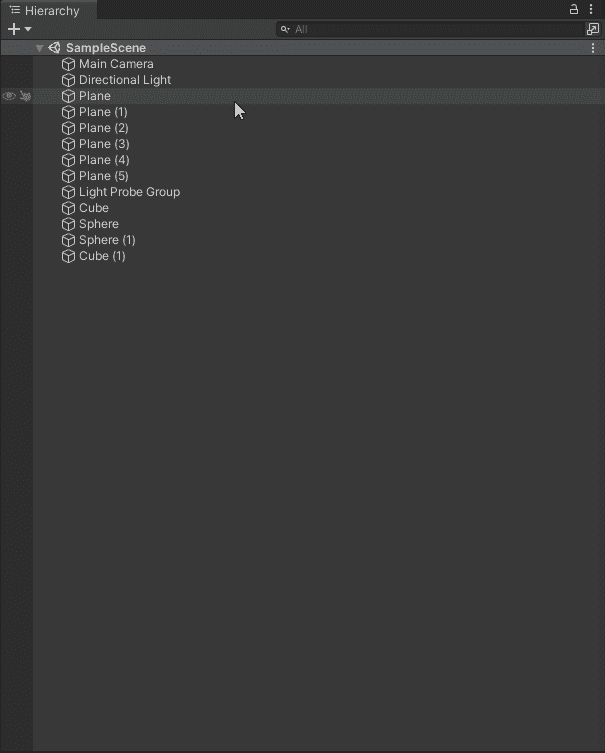 Hierarchy
All
SampleScene
Main Camera
Directional Light
Plane
Plane (1)
Plane (2)
Plane (3)
Plane (4)
Plane (5)
Light Probe Group
Cube
Sphere
Sphere (1)
Cube (1)